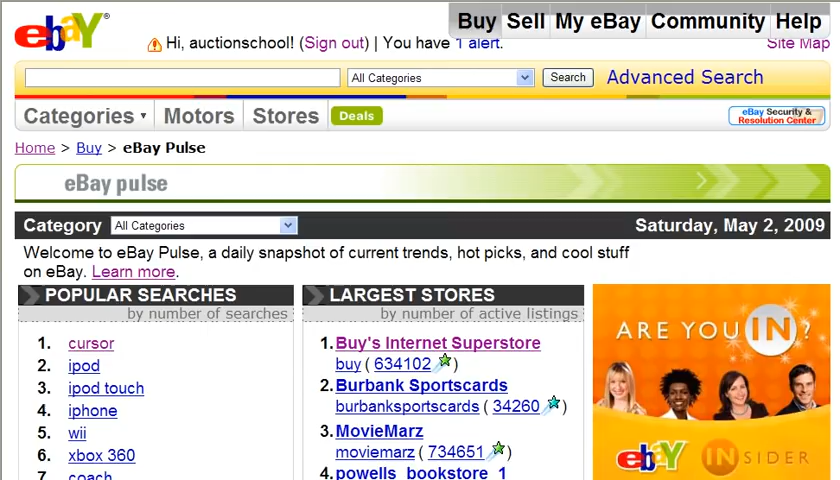 ebaY®
Buy Sell My eBay Community Help
Hi, auctionschool! (Sign out) | You have 1 alert.
Site Map
All Categories
Search
Advanced Search
Categories
Motors
Stores
Deals
eBay Security &
Resolution Center
Home > Buy > eBay Pulse
eBay pulse
Category
All Categories
Saturday, May 2, 2009
Welcome to eBay Pulse, a daily snapshot of current trends, hot picks, and cool stuff
on eBay. Learn more.
POPULAR SEARCHES
by number of searches
1. cursor
2. ipod
3. ipod touch
4. iphone
5. wii
6. xbox 360
7. coach
LARGEST STORES
by number of active listings
1. Buy's Internet Superstore
buy ( 634102 )
2. Burbank Sportscards
burbanksportscards ( 34260 )
3. MovieMarz
moviemarz ( 734651 )
4. powells_bookstore_1
ARE YOU IN?
ebaY INSIDER